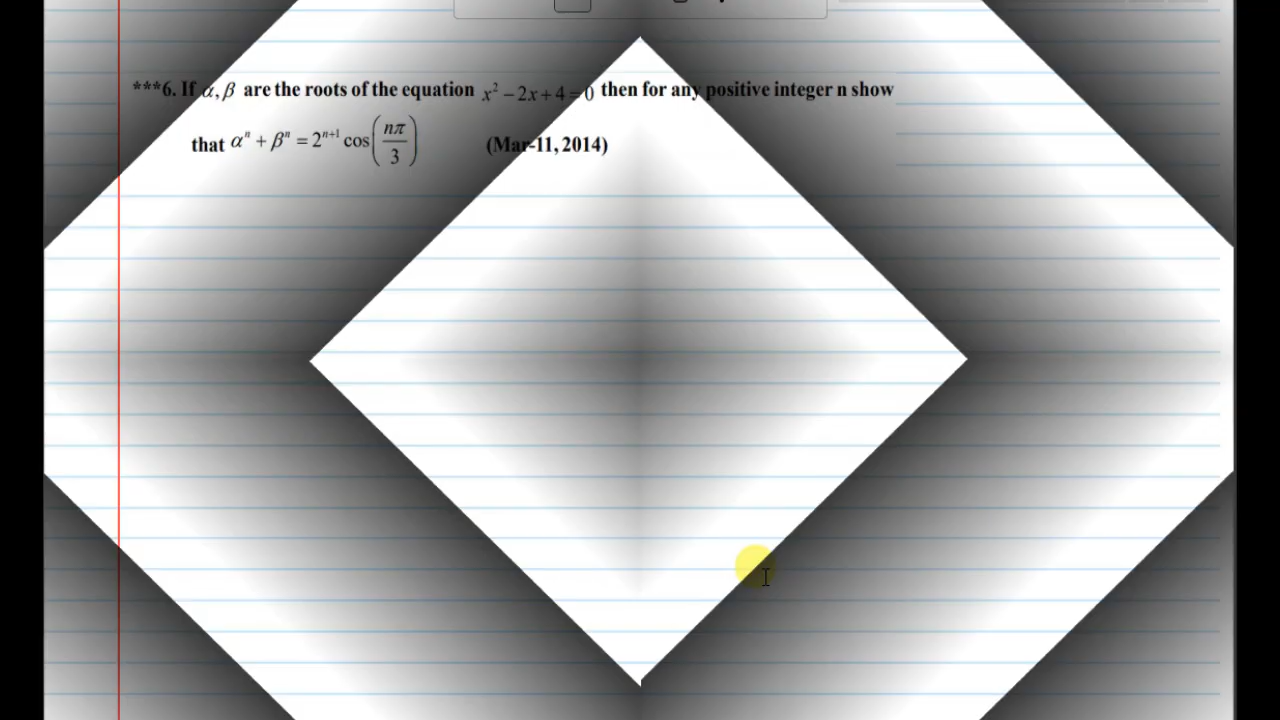 ***6. If α, β are the roots of the equation x² − 2x + 4 = 0 then for any positive integer n show
that αⁿ + βⁿ = 2ⁿ⁺¹ cos(nπ/3) (Mar-11, 2014)